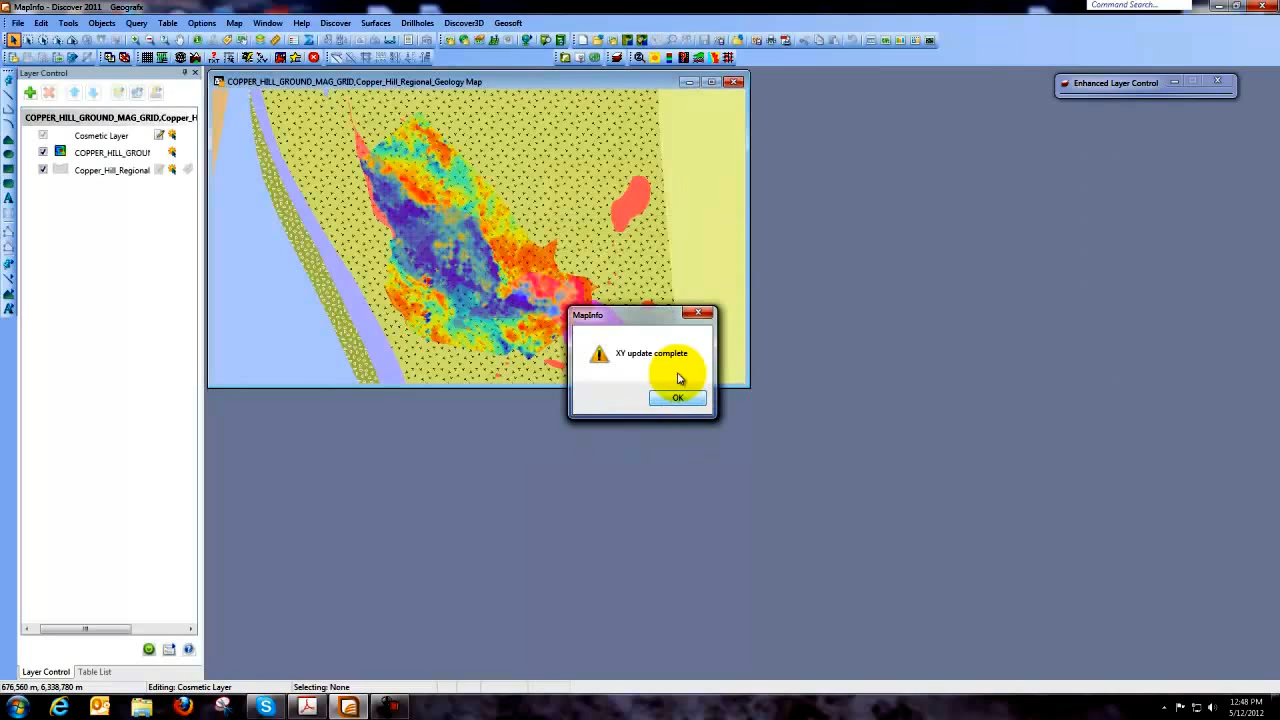 MapInfo - Discover 2011 Geografx
Command Search...
File Edit Tools Objects Query Table Options Map Window Help Discover Surfaces Drillholes Discover3D Geosoft
Layer Control
COPPER_HILL_GROUND_MAG_GRID,Copper_H
Cosmetic Layer
COPPER_HILL_GROUN
Copper_Hill_Regional
COPPER_HILL_GROUND_MAG_GRID,Copper_Hill_Regional_Geology Map
Enhanced Layer Control
MapInfo
XY update complete
OK
Layer Control Table List
676,560 m, 6,338,780 m Editing: Cosmetic Layer Selecting: None
12:48 PM
5/12/2012